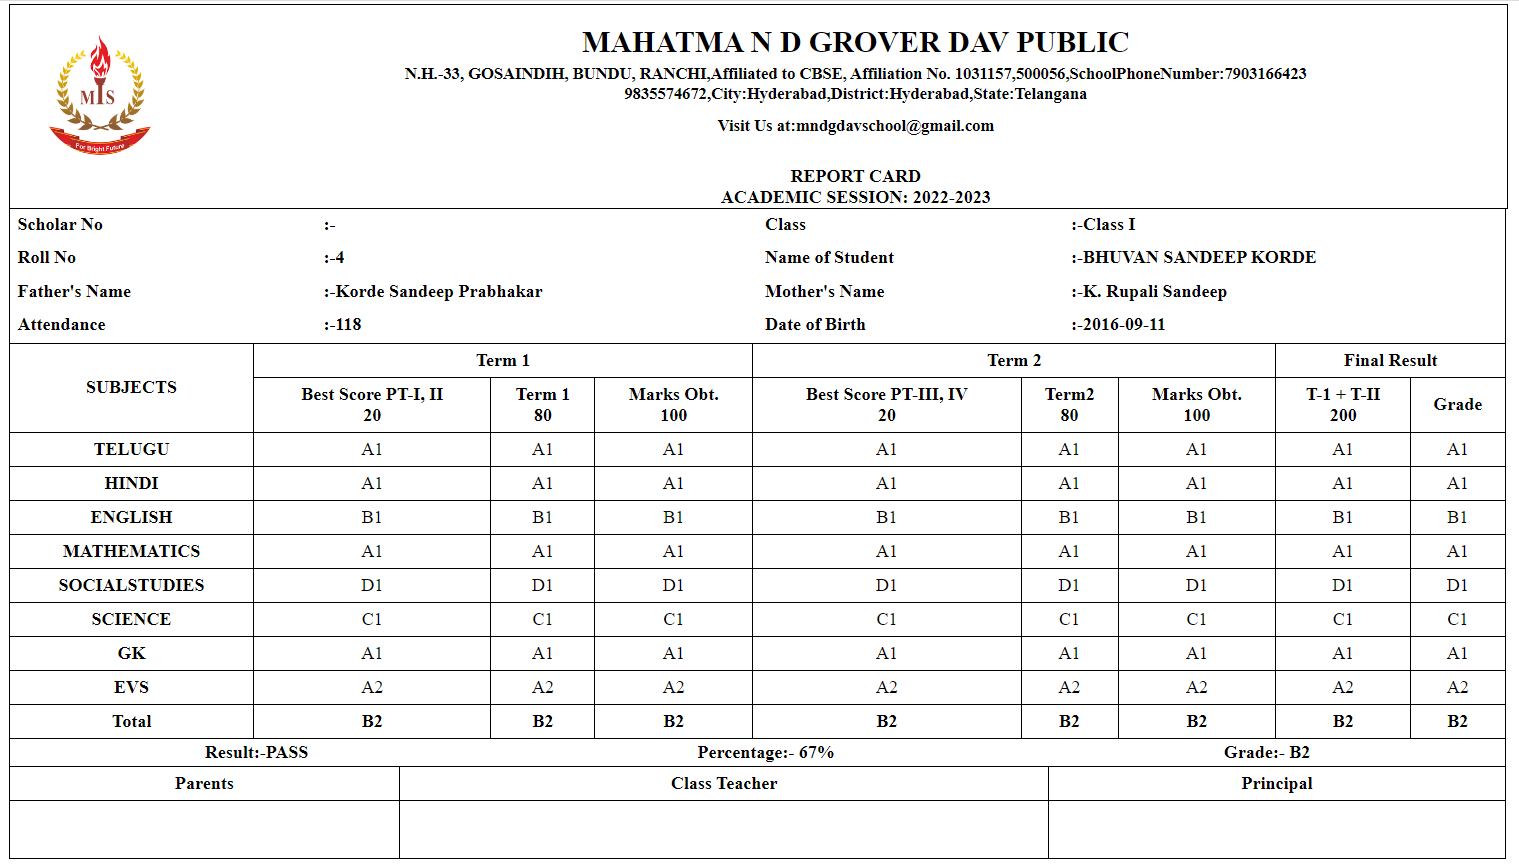 MIS
For Bright Future
MAHATMA N D GROVER DAV PUBLIC
N.H.-33, GOSAINDIH, BUNDU, RANCHI,Affiliated to CBSE, Affiliation No. 1031157,500056,SchoolPhoneNumber:7903166423
9835574672,City:Hyderabad,District:Hyderabad,State:Telangana
Visit Us at:mndgdavschool@gmail.com
REPORT CARD
ACADEMIC SESSION: 2022-2023
Scholar No :- Class :-Class I
Roll No :-4 Name of Student :-BHUVAN SANDEEP KORDE
Father's Name :-Korde Sandeep Prabhakar Mother's Name :-K. Rupali Sandeep
Attendance :-118 Date of Birth :-2016-09-11
SUBJECTS Term 1 Term 2 Final Result
Best Score PT-I, II Term 1 Marks Obt. Best Score PT-III, IV Term2 Marks Obt. T-1 + T-II Grade
20 80 100 20 80 100 200
TELUGU A1 A1 A1 A1 A1 A1 A1 A1
HINDI A1 A1 A1 A1 A1 A1 A1 A1
ENGLISH B1 B1 B1 B1 B1 B1 B1 B1
MATHEMATICS A1 A1 A1 A1 A1 A1 A1 A1
SOCIALSTUDIES D1 D1 D1 D1 D1 D1 D1 D1
SCIENCE C1 C1 C1 C1 C1 C1 C1 C1
GK A1 A1 A1 A1 A1 A1 A1 A1
EVS A2 A2 A2 A2 A2 A2 A2 A2
Total B2 B2 B2 B2 B2 B2 B2 B2
Result:-PASS Percentage:- 67% Grade:- B2
Parents Class Teacher Principal